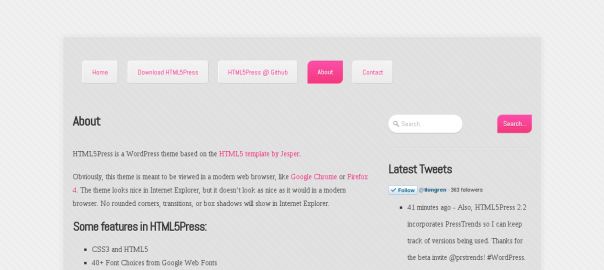 Home
Download HTML5Press
HTML5Press @ Github
About
Contact
About
Search...
Search...
HTML5Press is a WordPress theme based on the HTML5 template by Jesper.
Obviously, this theme is meant to be viewed in a modern web browser, like Google Chrome or Firefox
4. The theme looks nice in Internet Explorer, but it doesn't look as nice as it would in a modern
browser. No rounded corners, transitions, or box shadows will show in Internet Explorer.
Some features in HTML5Press:
CSS3 and HTML5
40+ Font Choices from Google Web Fonts
Latest Tweets
Follow @dangron 363 followers
41 minutes ago - Also, HTML5Press 2.2
incorporates PressTrends so I can keep
track of versions being used. Thanks for
the beta invite @prstrends! #WordPress.